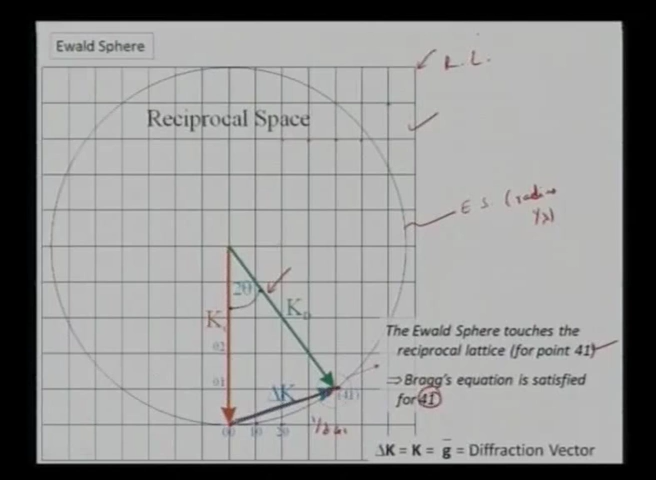 Ewald Sphere
R.L.
Reciprocal Space
E.S. (radius
1/λ)
2θ
K
K_D
02
The Ewald Sphere touches the
reciprocal lattice (for point 41)
01
⇒ Bragg's equation is satisfied
for 41
ΔK
(41)
00 10 20
ΔK = K = g = Diffraction Vector